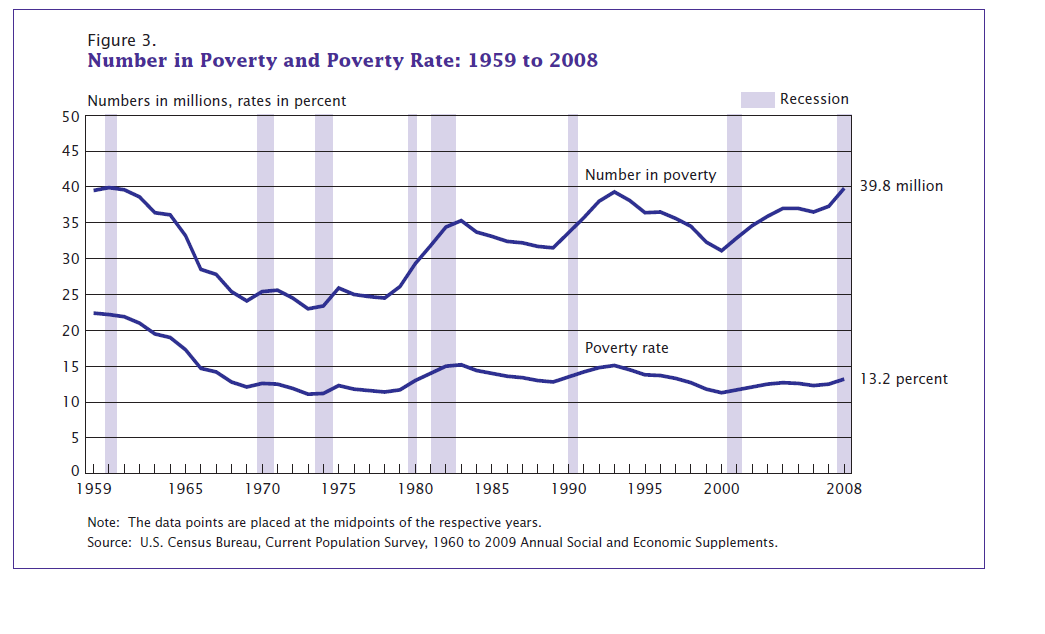 Figure 3.
Number in Poverty and Poverty Rate: 1959 to 2008
Numbers in millions, rates in percent
Recession
50
45
40
35
30
25
20
15
10
5
0
Number in poverty
39.8 million
Poverty rate
13.2 percent
1959 1965 1970 1975 1980 1985 1990 1995 2000 2008
Note: The data points are placed at the midpoints of the respective years.
Source: U.S. Census Bureau, Current Population Survey, 1960 to 2009 Annual Social and Economic Supplements.